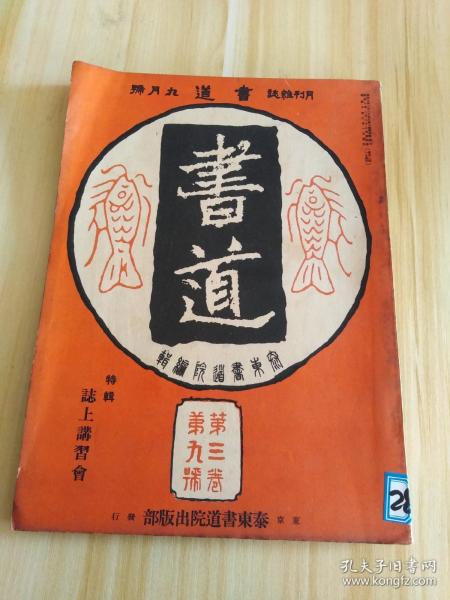 月刊雜誌 書道 九月號
書道
泰東書道院編輯
特輯
誌上講習會
第三卷
第九號
東京 泰東書道院出版部 發行
28
孔夫子旧书网
www.kongfz.com